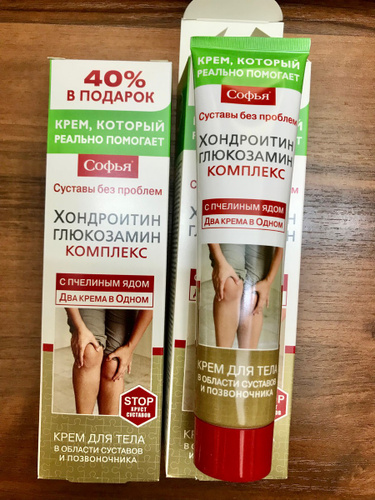 40%
В ПОДАРОК
КРЕМ, КОТОРЫЙ
РЕАЛЬНО ПОМОГАЕТ
Софья®
Суставы без проблем
ХОНДРОИТИН
ГЛЮКОЗАМИН
КОМПЛЕКС
С ПЧЕЛИНЫМ ЯДОМ
ДВА КРЕМА В ОДНОМ
STOP
ХРУСТ
СУСТАВОВ
КРЕМ ДЛЯ ТЕЛА
В ОБЛАСТИ СУСТАВОВ
И ПОЗВОНОЧНИКА
КРЕМ, КОТОРЫЙ
РЕАЛЬНО ПОМОГАЕТ
Софья®
Суставы без проблем
ХОНДРОИТИН
ГЛЮКОЗАМИН
КОМПЛЕКС
С ПЧЕЛИНЫМ ЯДОМ
ДВА КРЕМА В ОДНОМ
КРЕМ ДЛЯ ТЕЛА
В ОБЛАСТИ СУСТАВОВ
И ПОЗВОНОЧНИКА